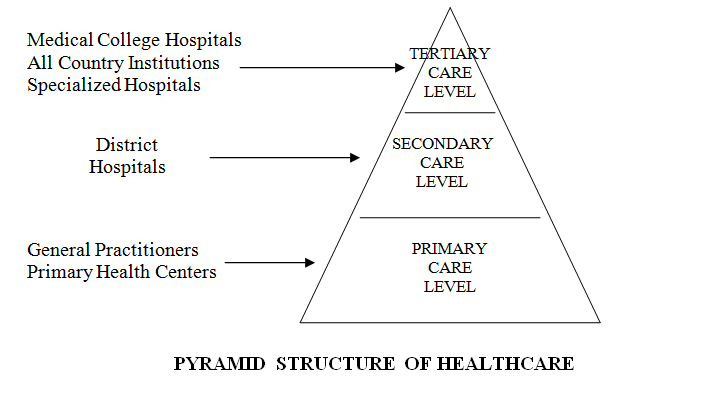 Medical College Hospitals
All Country Institutions
Specialized Hospitals
TERTIARY
CARE
LEVEL
District
Hospitals
SECONDARY
CARE
LEVEL
General Practitioners
Primary Health Centers
PRIMARY
CARE
LEVEL
PYRAMID STRUCTURE OF HEALTHCARE